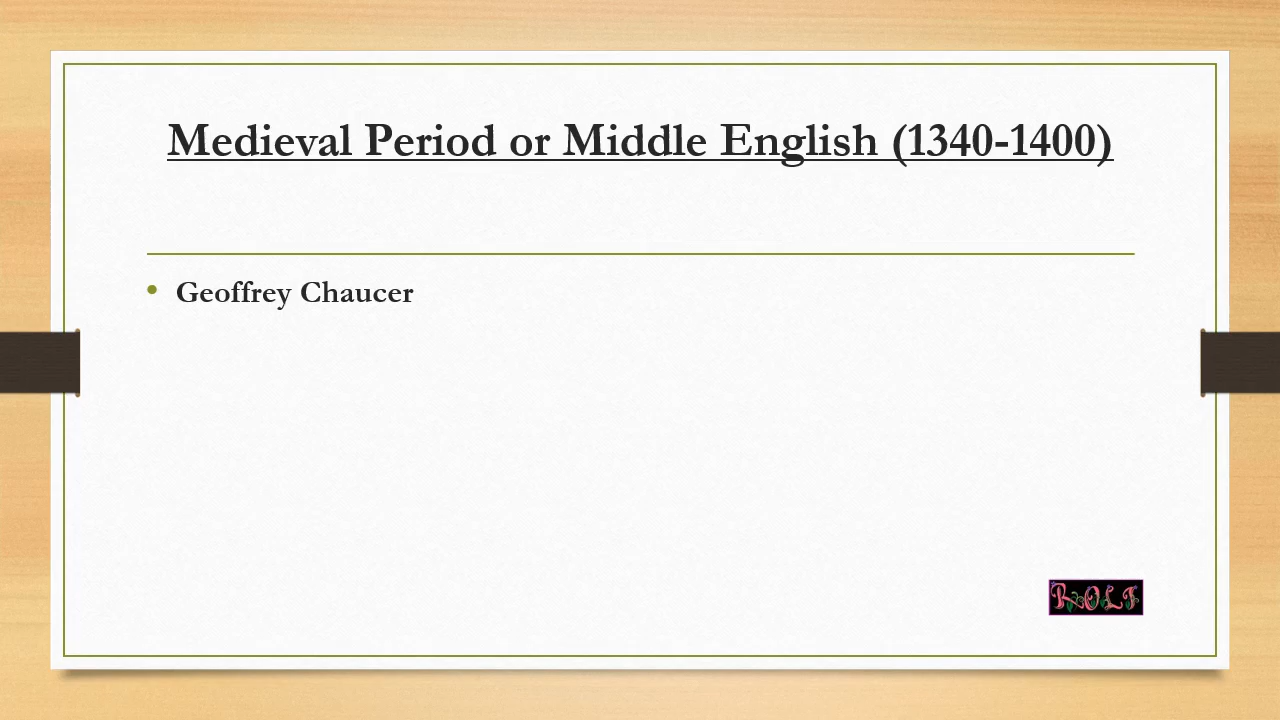 Medieval Period or Middle English (1340-1400)
Geoffrey Chaucer